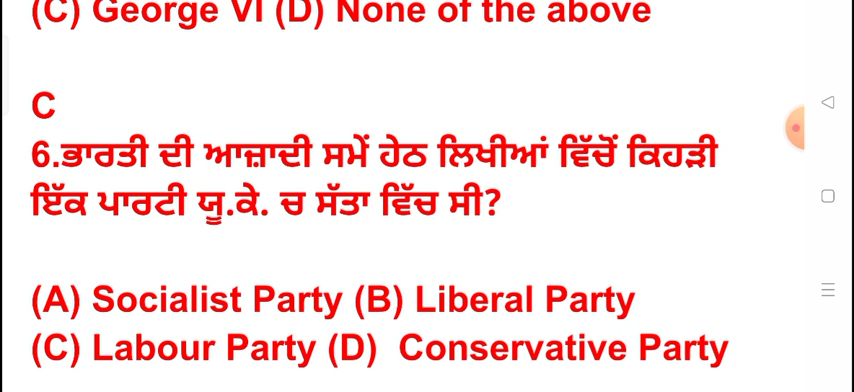 (C) George VI (D) None of the above
C
6.ਭਾਰਤੀ ਦੀ ਆਜ਼ਾਦੀ ਸਮੇਂ ਹੇਠ ਲਿਖੀਆਂ ਵਿੱਚੋਂ ਕਿਹੜੀ
ਇੱਕ ਪਾਰਟੀ ਯੂ.ਕੇ. ਚ ਸੱਤਾ ਵਿੱਚ ਸੀ?
(A) Socialist Party (B) Liberal Party
(C) Labour Party (D) Conservative Party